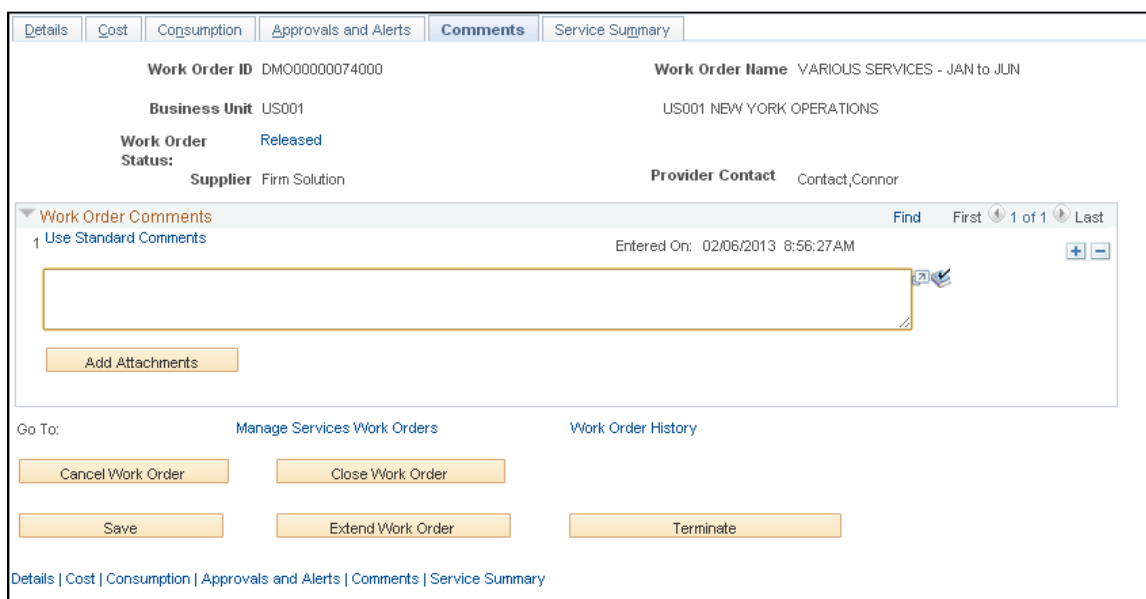 Details Cost Consumption Approvals and Alerts Comments Service Summary
Work Order ID DMO00000074000 Work Order Name VARIOUS SERVICES - JAN to JUN
Business Unit US001 US001 NEW YORK OPERATIONS
Work Order Status: Released
Supplier Firm Solution Provider Contact Contact,Connor
Work Order Comments Find First 1 of 1 Last
1 Use Standard Comments Entered On: 02/06/2013 8:56:27AM
Add Attachments
Go To: Manage Services Work Orders Work Order History
Cancel Work Order Close Work Order
Save Extend Work Order Terminate
Details | Cost | Consumption | Approvals and Alerts | Comments | Service Summary